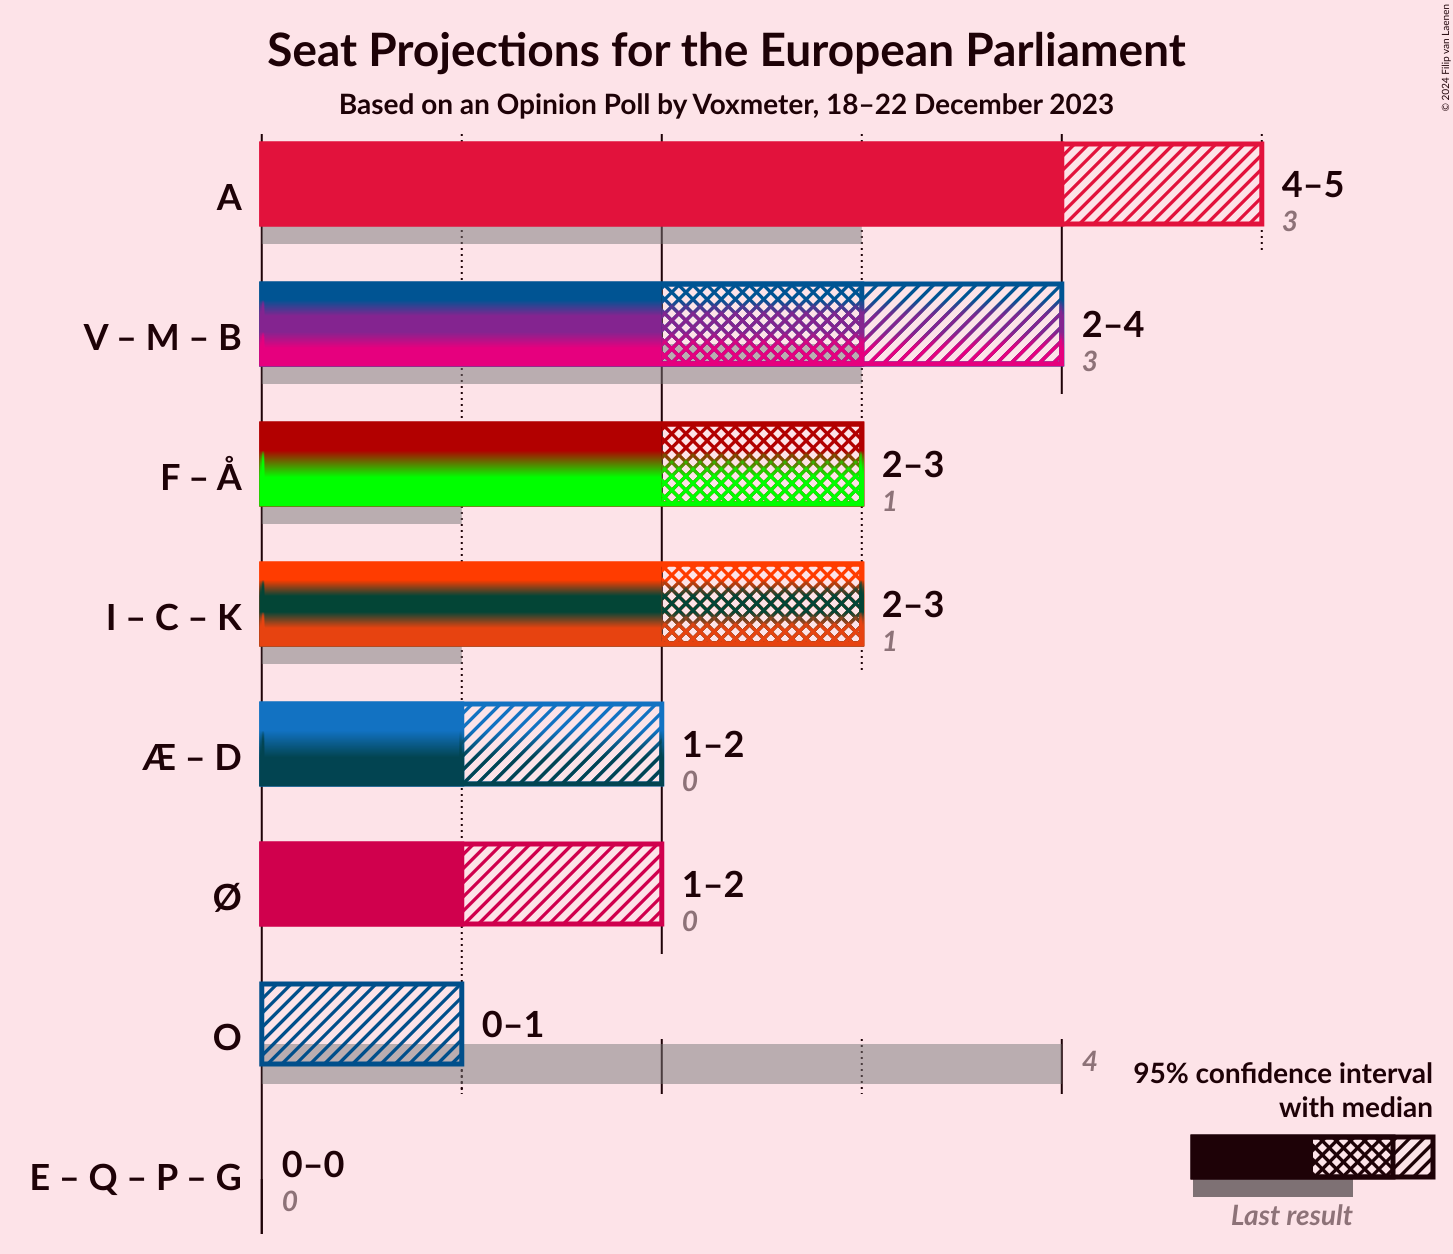 Seat Projections for the European Parliament
Based on an Opinion Poll by Voxmeter, 18–22 December 2023
© 2024 Filip van Laenen
A
4–5
3
V – M – B
2–4
3
F – Å
2–3
1
I – C – K
2–3
1
Æ – D
1–2
0
Ø
1–2
0
O
0–1
4
E – Q – P – G
0–0
0
95% confidence interval
with median
Last result